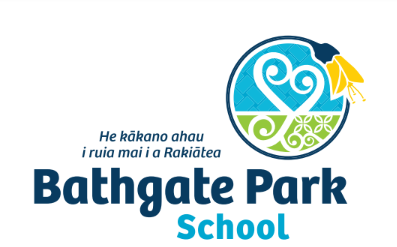 He kākano ahau
i ruia mai i a Rakiātea
Bathgate Park
School